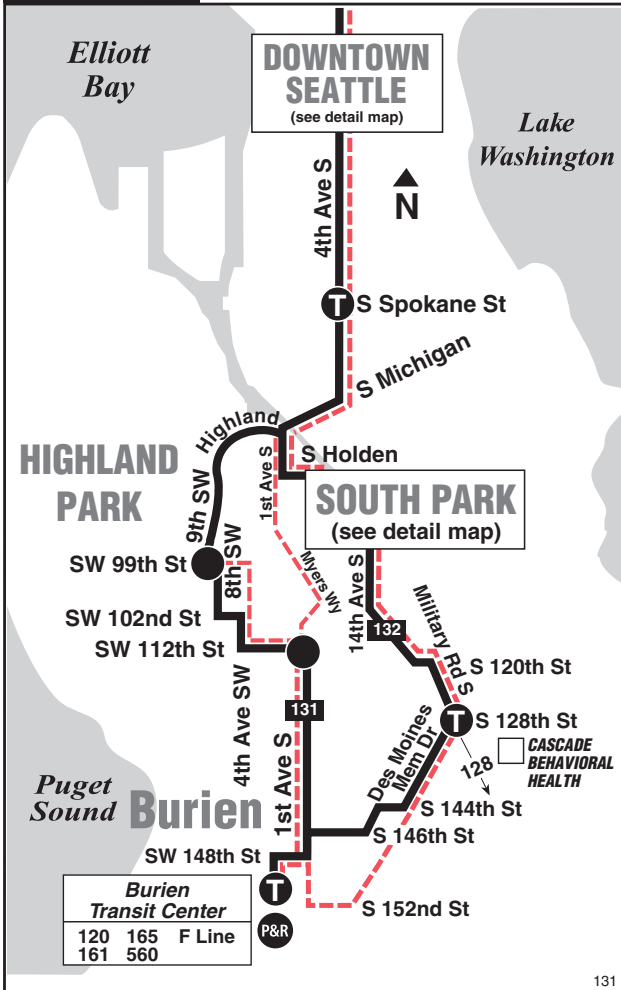 Elliott
Bay
DOWNTOWN
SEATTLE
(see detail map)
Lake
Washington
N
4th Ave S
T
S Spokane St
S Michigan
Highland
S Holden
HIGHLAND
PARK
9th SW
1st Ave S
SOUTH PARK
(see detail map)
SW 99th St
8th SW
Myers Wy
14th Ave S
132
Military Rd S
SW 102nd St
SW 112th St
S 120th St
4th Ave SW
131
1st Ave S
T
S 128th St
Des Moines
Mem Dr
128
CASCADE
BEHAVIORAL
HEALTH
Puget
Sound
Burien
S 144th St
S 146th St
SW 148th St
T
S 152nd St
Burien
Transit Center
120 165 F Line
161 560
P&R
131